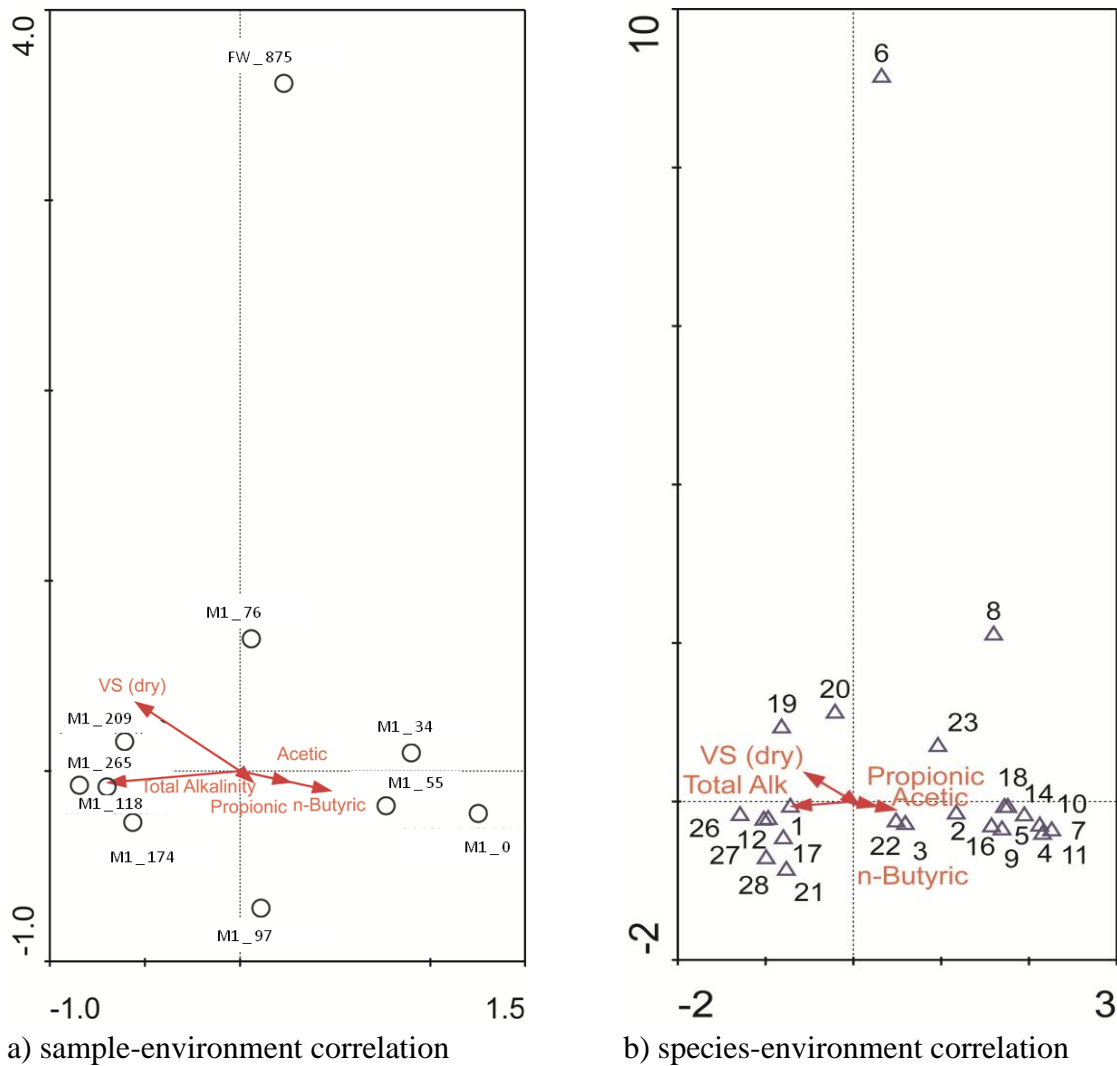 4.0
FW_875
M1_76
VS (dry)
M1_209
M1_34
M1_265
Acetic
M1_55
Total Alkalinity
M1_118
Propionic n-Butyric
M1_174
M1_0
M1_97
-1.0
-1.0 1.5
a) sample-environment correlation
10
6
8
19 20 23
VS (dry) Propionic 18
Total Alk Acetic 14 10
26 12 1 22 3 2 16 5 7
27 17 9 4 11
28 21 n-Butyric
-2
-2 3
b) species-environment correlation